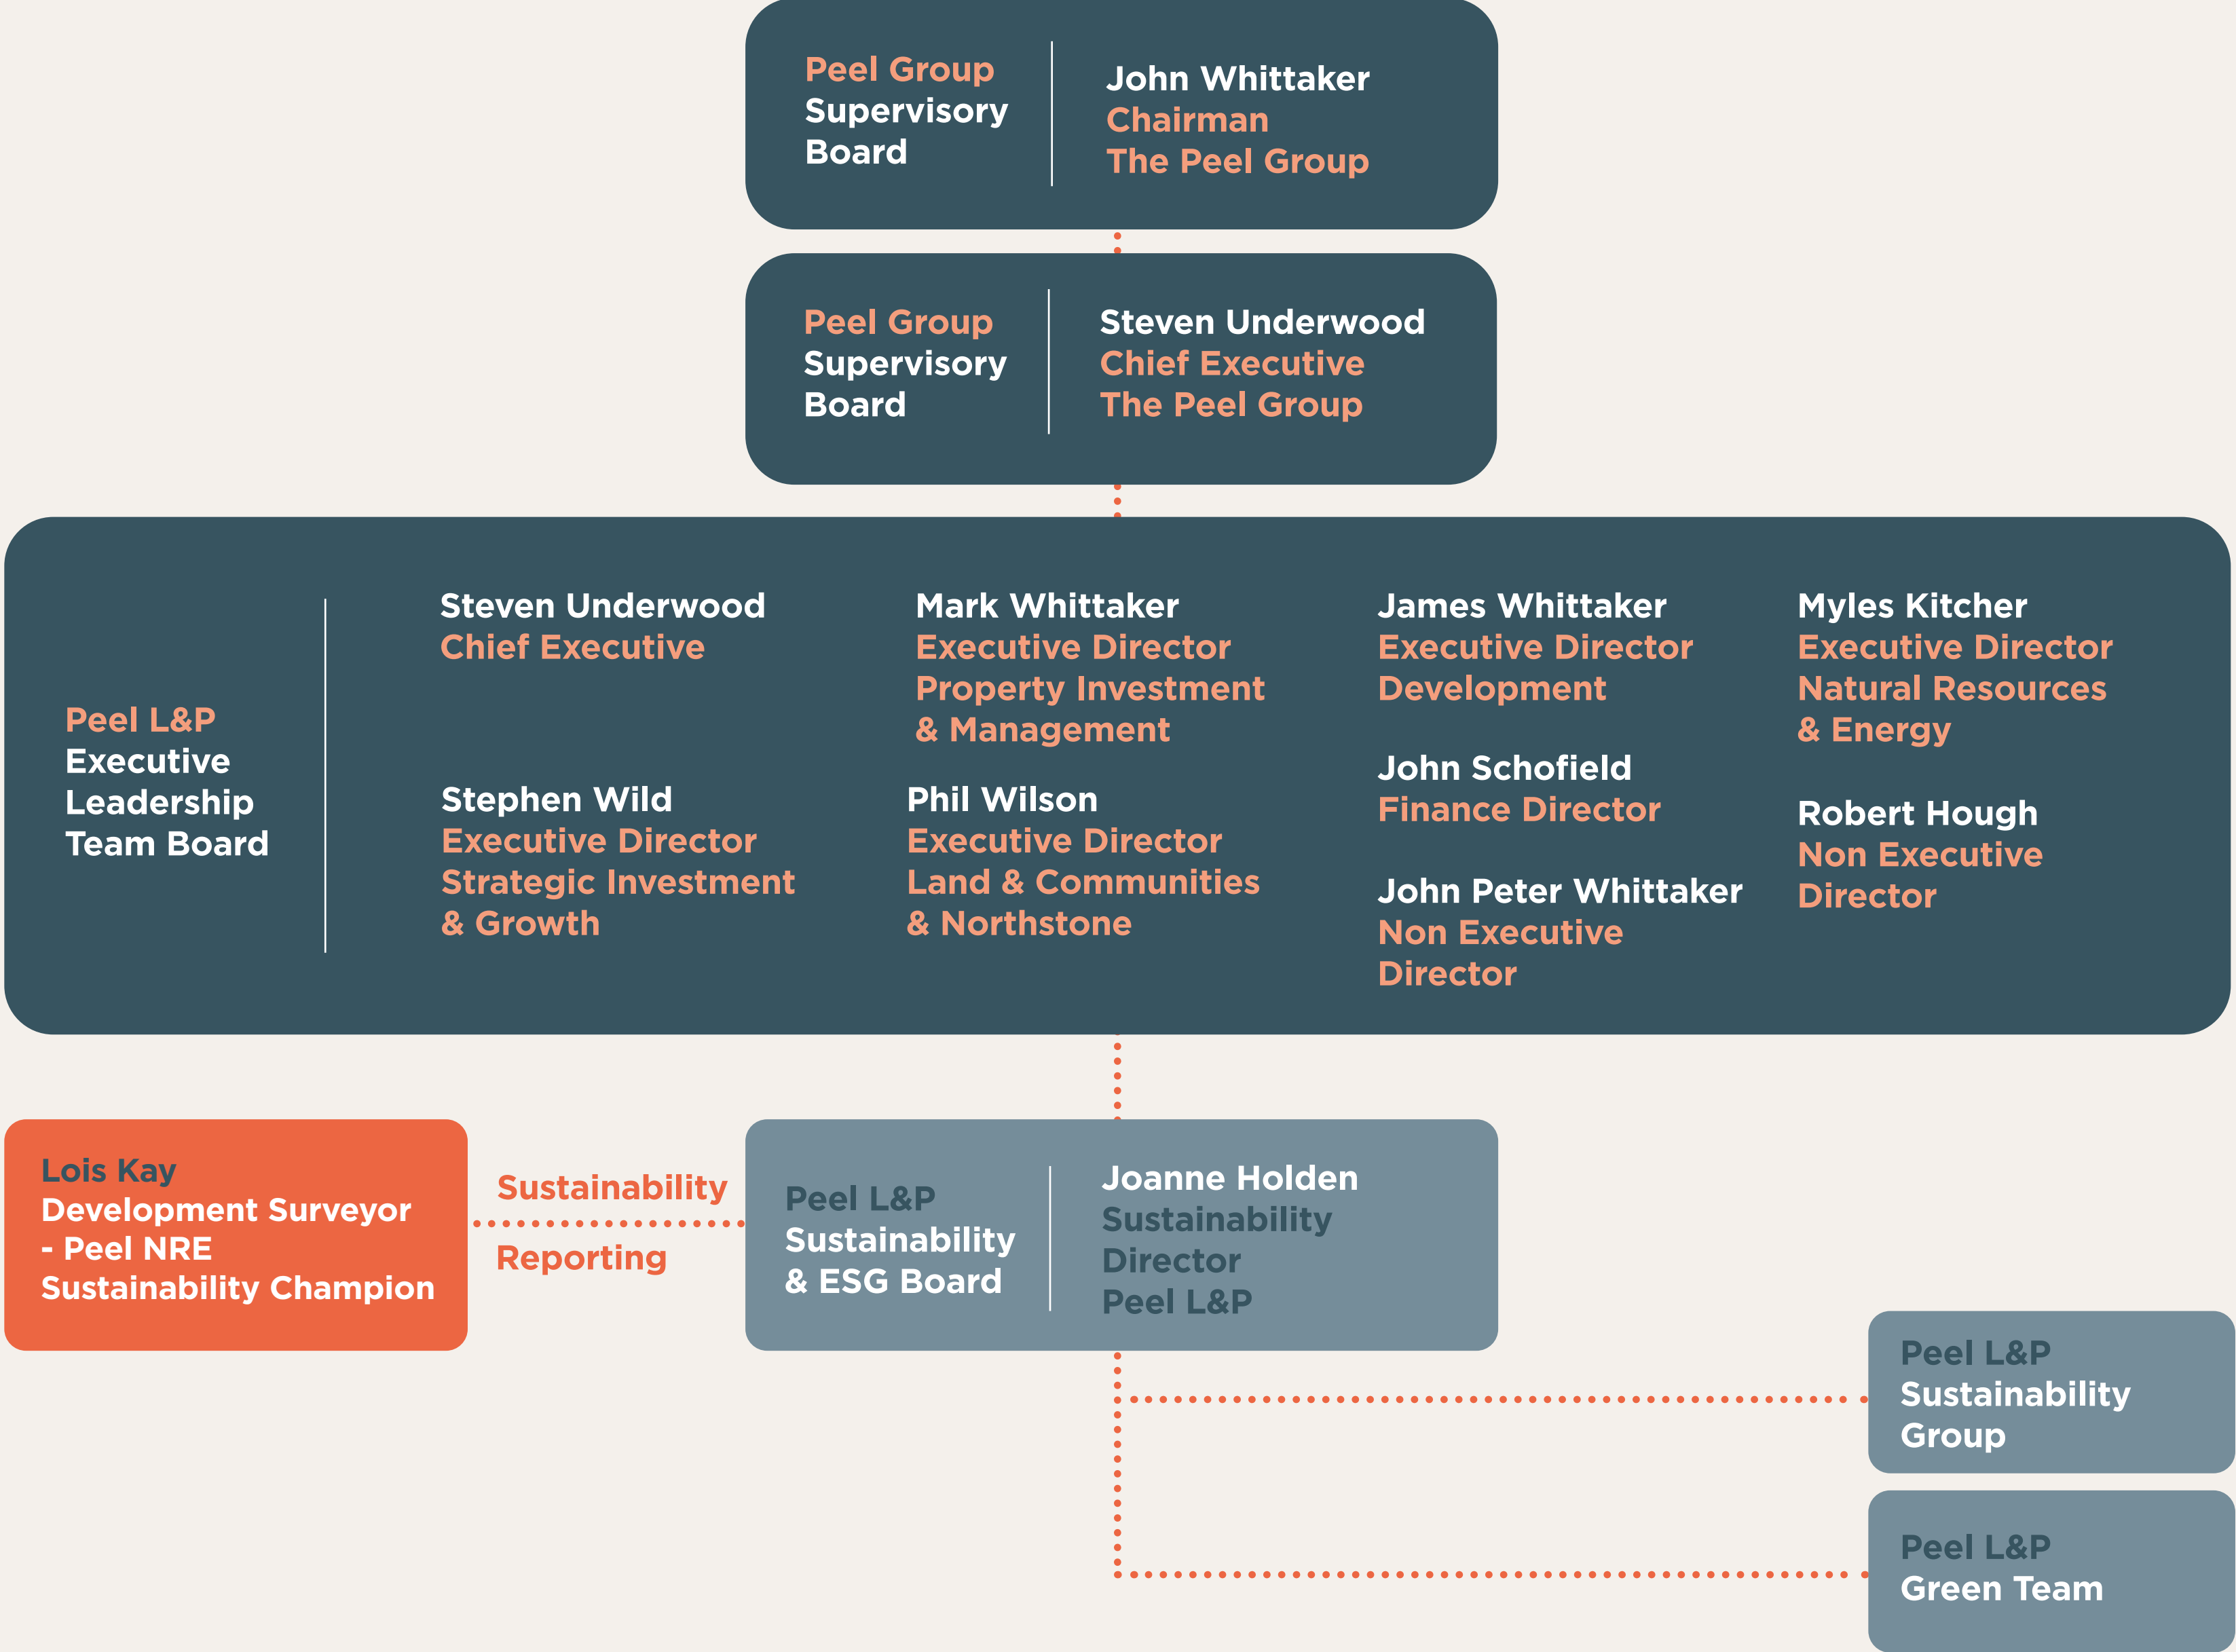 Peel Group
Supervisory
Board
John Whittaker
Chairman
The Peel Group
Peel Group
Supervisory
Board
Steven Underwood
Chief Executive
The Peel Group
Peel L&P
Executive
Leadership
Team Board
Steven Underwood
Chief Executive
Mark Whittaker
Executive Director
Property Investment
& Management
James Whittaker
Executive Director
Development
Myles Kitcher
Executive Director
Natural Resources
& Energy
Stephen Wild
Executive Director
Strategic Investment
& Growth
Phil Wilson
Executive Director
Land & Communities
& Northstone
John Schofield
Finance Director
John Peter Whittaker
Non Executive
Director
Robert Hough
Non Executive
Director
Lois Kay
Development Surveyor
- Peel NRE
Sustainability Champion
Sustainability
Reporting
Peel L&P
Sustainability
& ESG Board
Joanne Holden
Sustainability
Director
Peel L&P
Peel L&P
Sustainability
Group
Peel L&P
Green Team